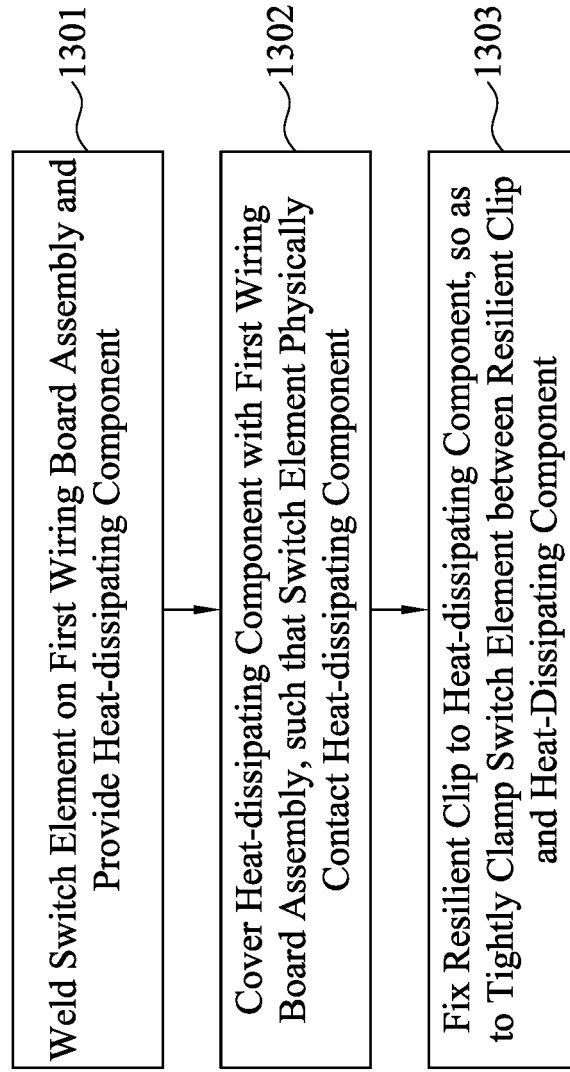 Weld Switch Element on First Wiring Board Assembly and
Provide Heat-dissipating Component
1301
Cover Heat-dissipating Component with First Wiring
Board Assembly, such that Switch Element Physically
Contact Heat-dissipating Component
1302
Fix Resilient Clip to Heat-dissipating Component, so as
to Tightly Clamp Switch Element between Resilient Clip
and Heat-Dissipating Component
1303